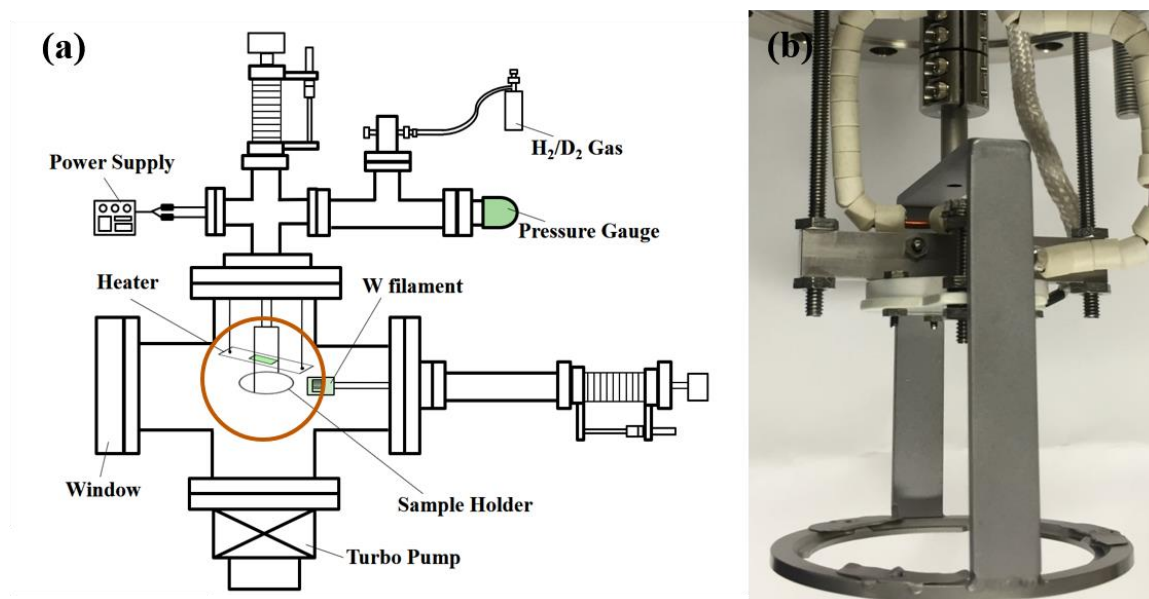 (a)
(b)
H₂/D₂ Gas
Power Supply
Pressure Gauge
Heater
W filament
Window
Sample Holder
Turbo Pump